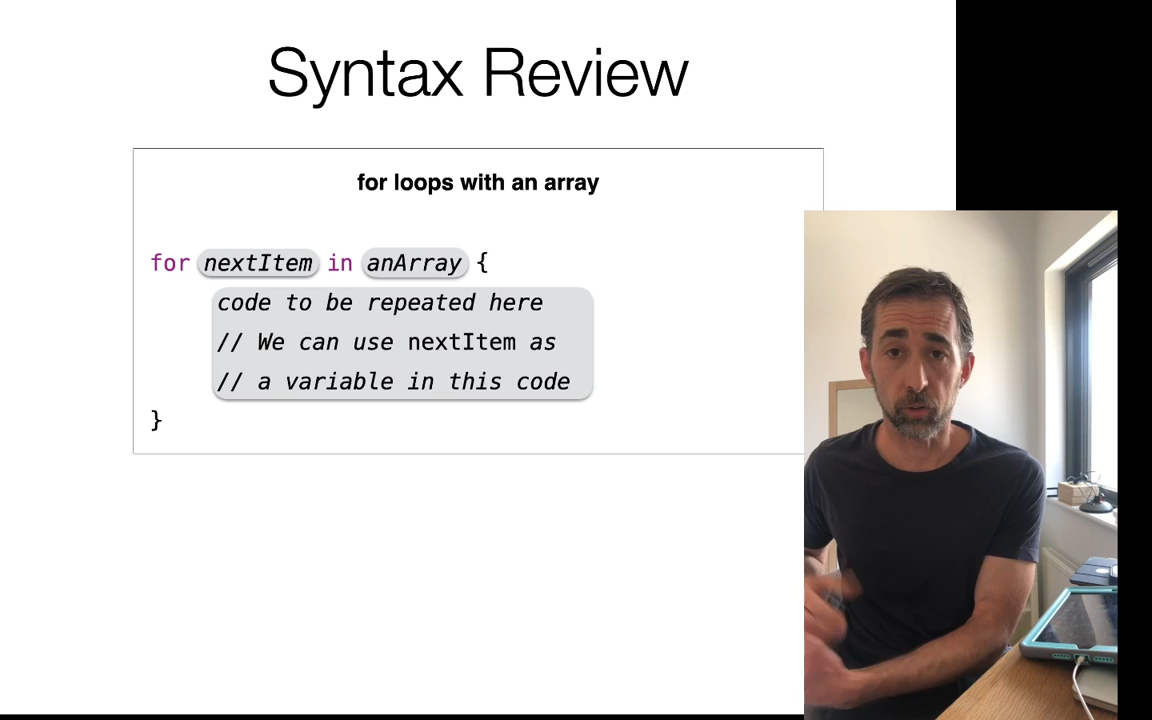 Syntax Review
for loops with an array
for nextItem in anArray {
code to be repeated here
// We can use nextItem as
// a variable in this code
}